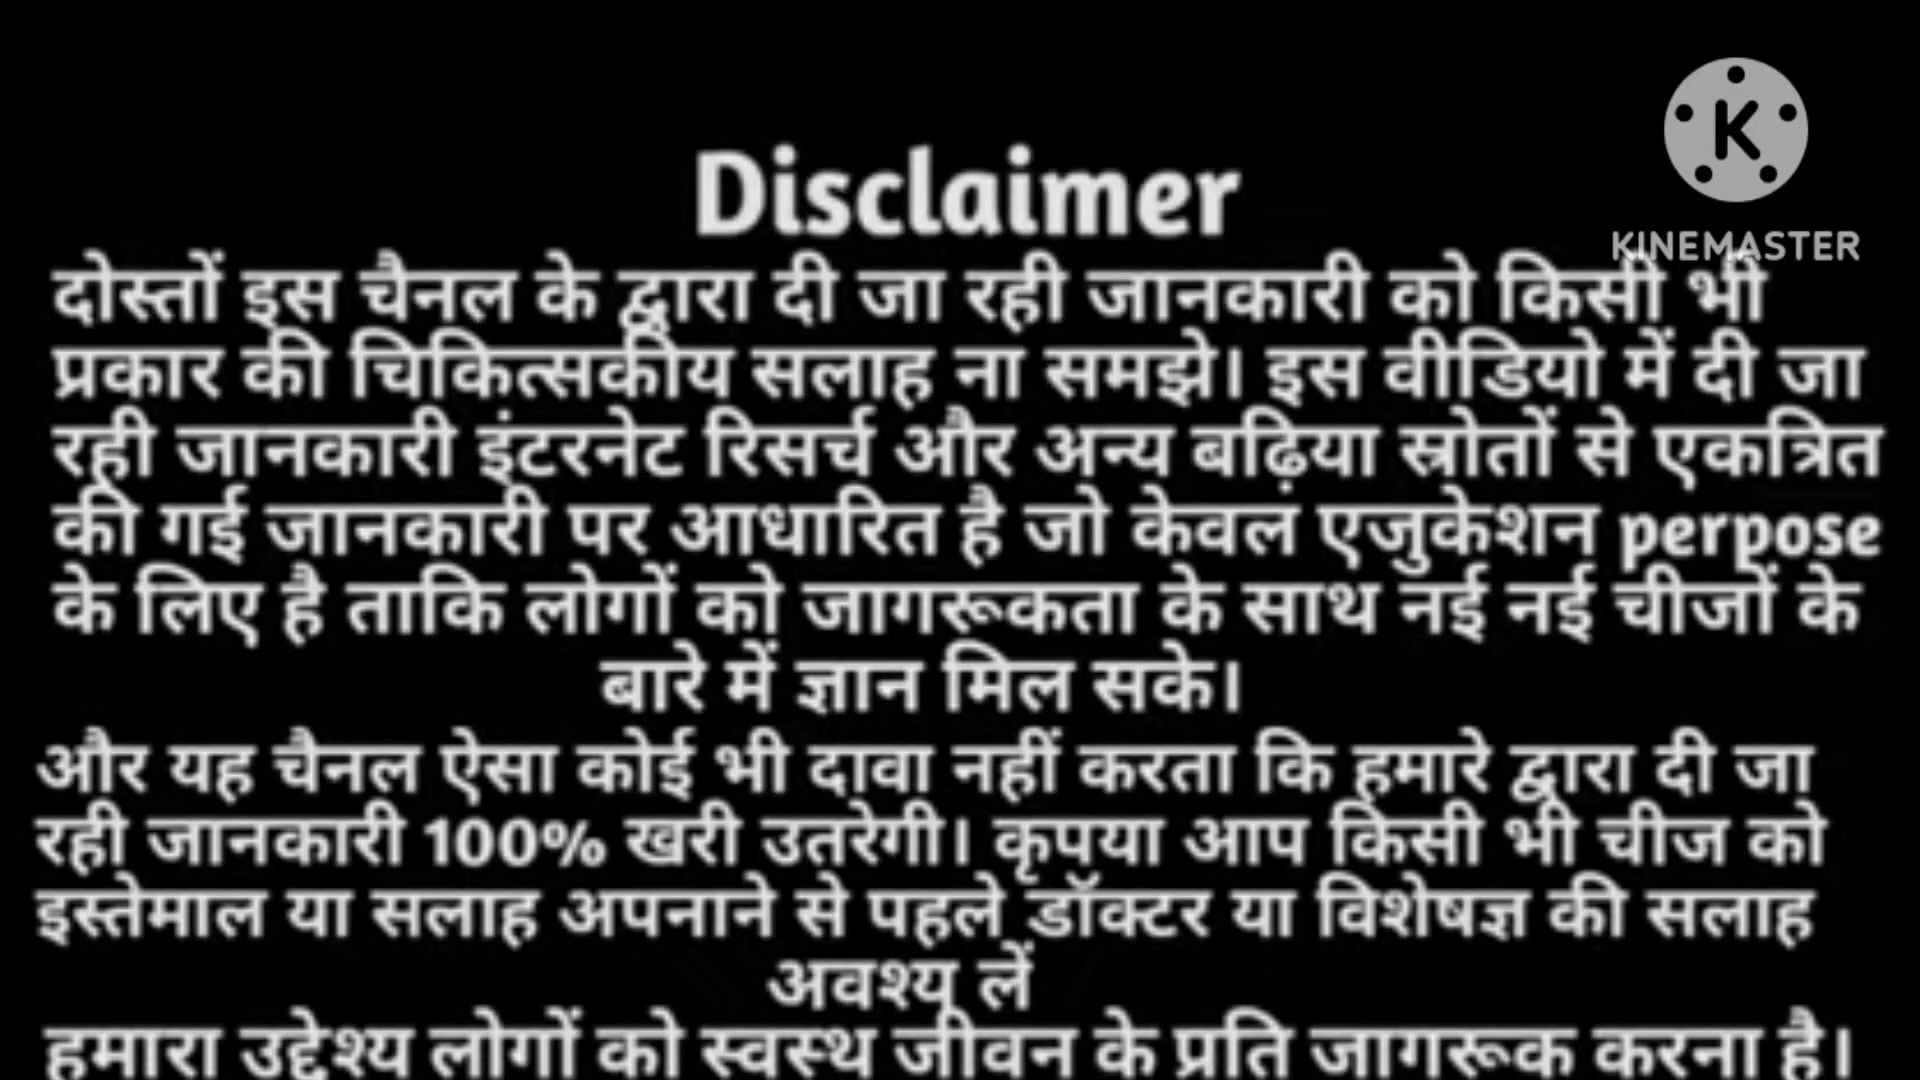 Disclaimer
KINEMASTER
दोस्तों इस चैनल के द्वारा दी जा रही जानकारी को किसी भी
प्रकार की चिकित्सकीय सलाह ना समझे। इस वीडियो में दी जा
रही जानकारी इंटरनेट रिसर्च और अन्य बढ़िया स्रोतों से एकत्रित
की गई जानकारी पर आधारित है जो केवल एजुकेशन perpose
के लिए है ताकि लोगों को जागरूकता के साथ नई नई चीजों के
बारे में ज्ञान मिल सके।
और यह चैनल ऐसा कोई भी दावा नहीं करता कि हमारे द्वारा दी जा
रही जानकारी 100% खरी उतरेगी। कृपया आप किसी भी चीज को
इस्तेमाल या सलाह अपनाने से पहले डॉक्टर या विशेषज्ञ की सलाह
अवश्य लें
हमारा उद्देश्य लोगों को स्वस्थ जीवन के प्रति जागरूक करना है।